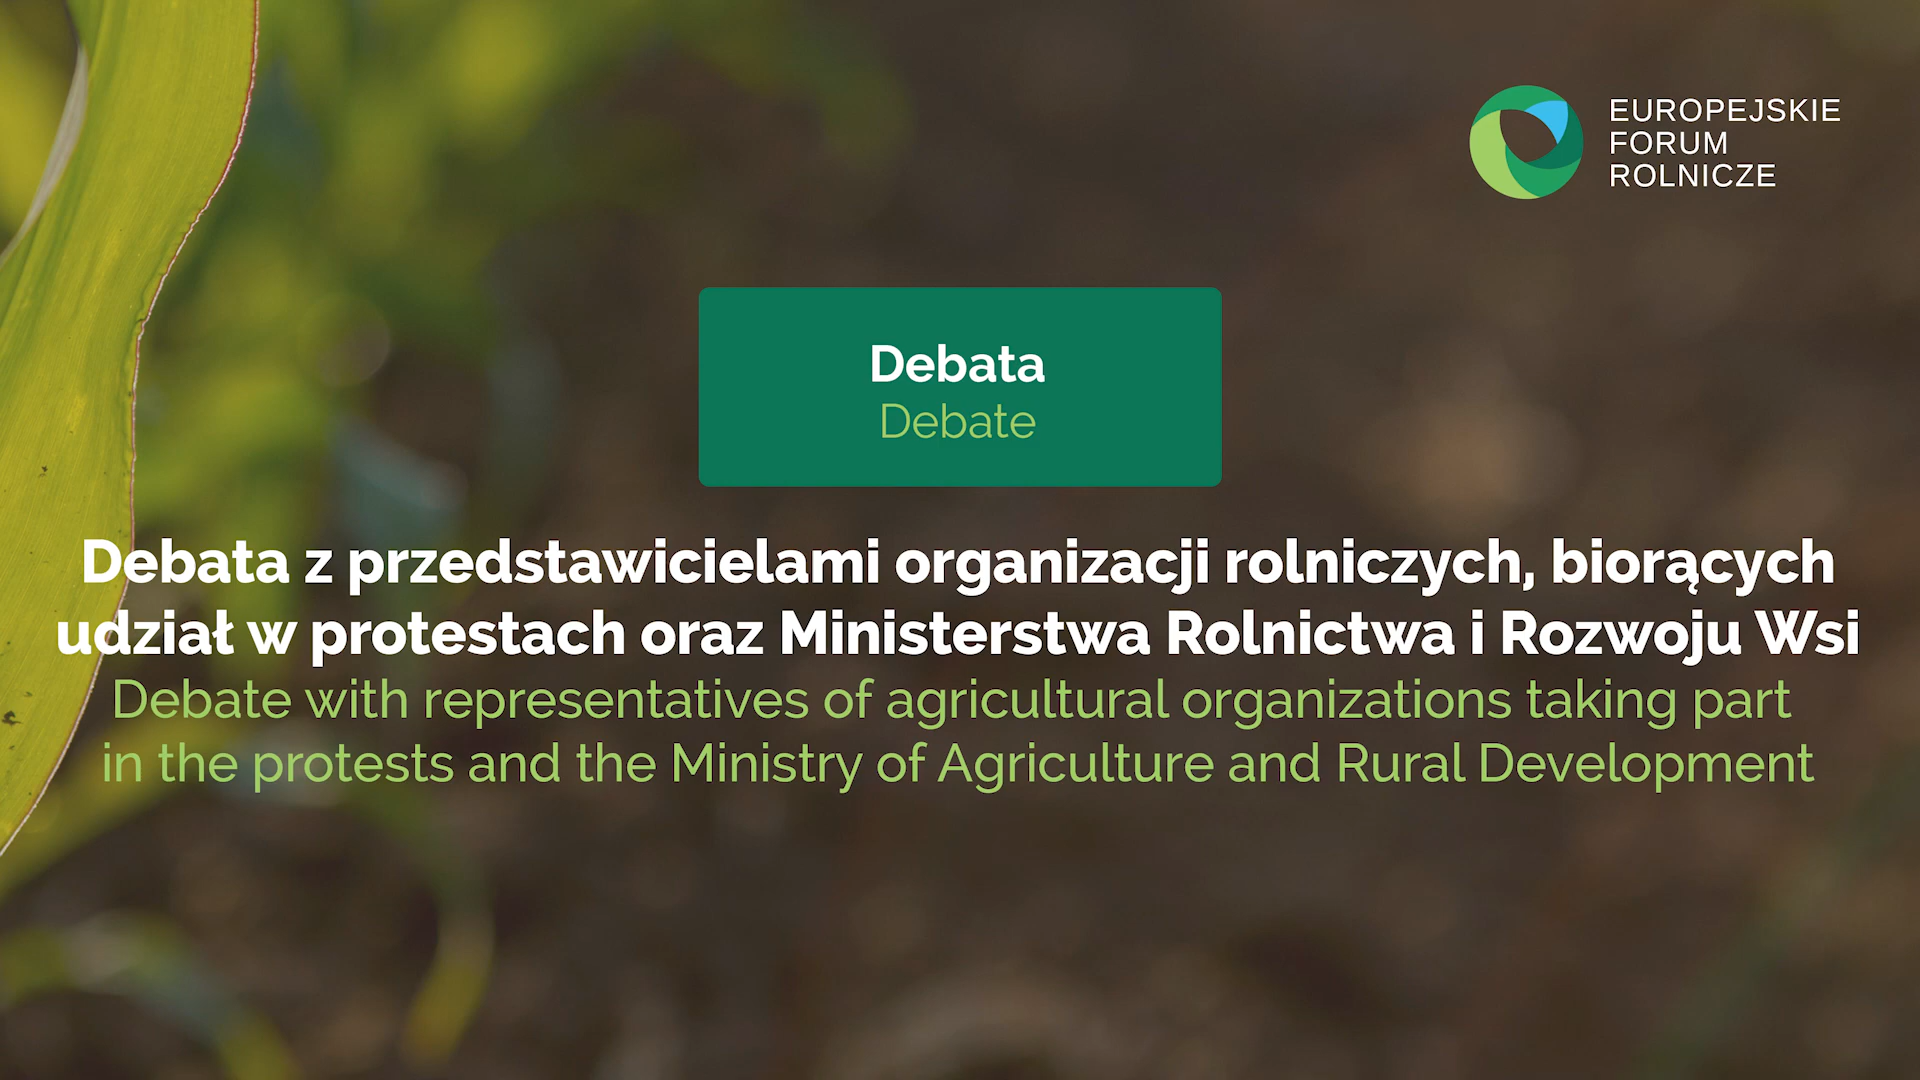 EUROPEJSKIE
FORUM
ROLNICZE
Debata
Debate
Debata z przedstawicielami organizacji rolniczych, biorących
udział w protestach oraz Ministerstwa Rolnictwa i Rozwoju Wsi
Debate with representatives of agricultural organizations taking part
in the protests and the Ministry of Agriculture and Rural Development